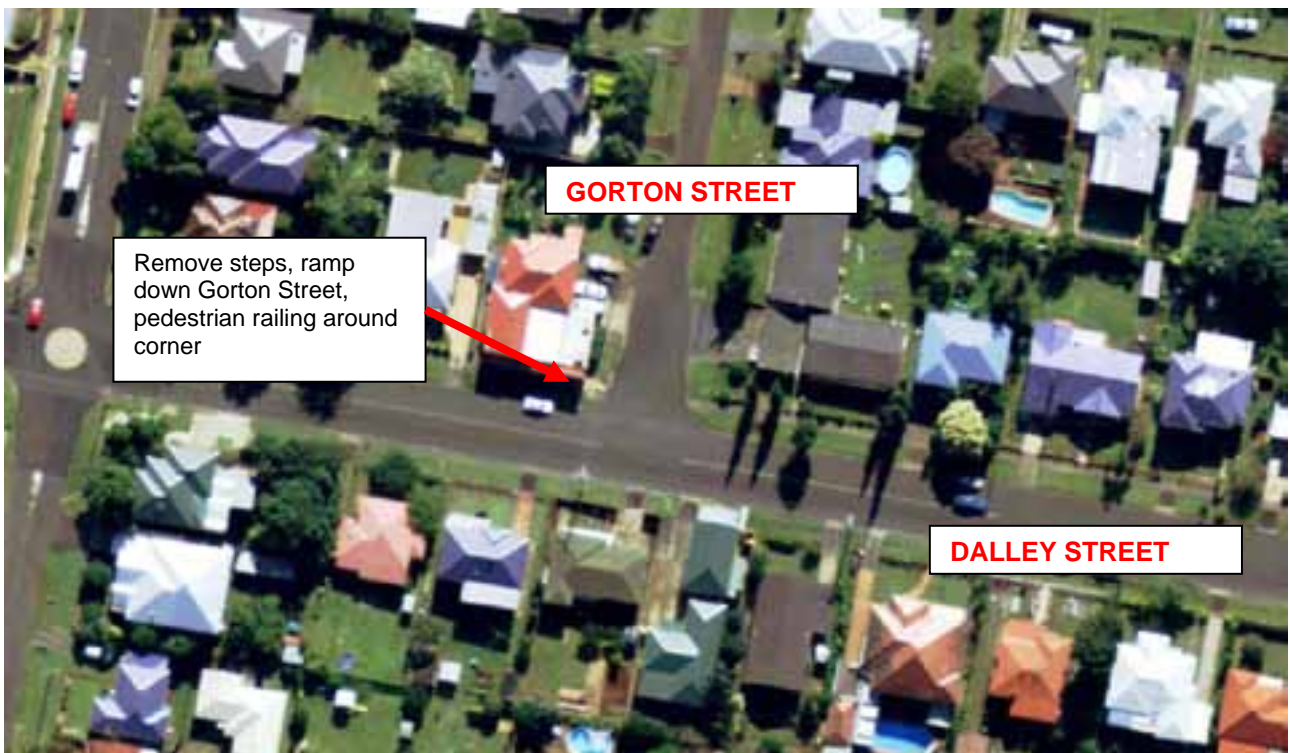 GORTON STREET
Remove steps, ramp
down Gorton Street,
pedestrian railing around
corner
DALLEY STREET